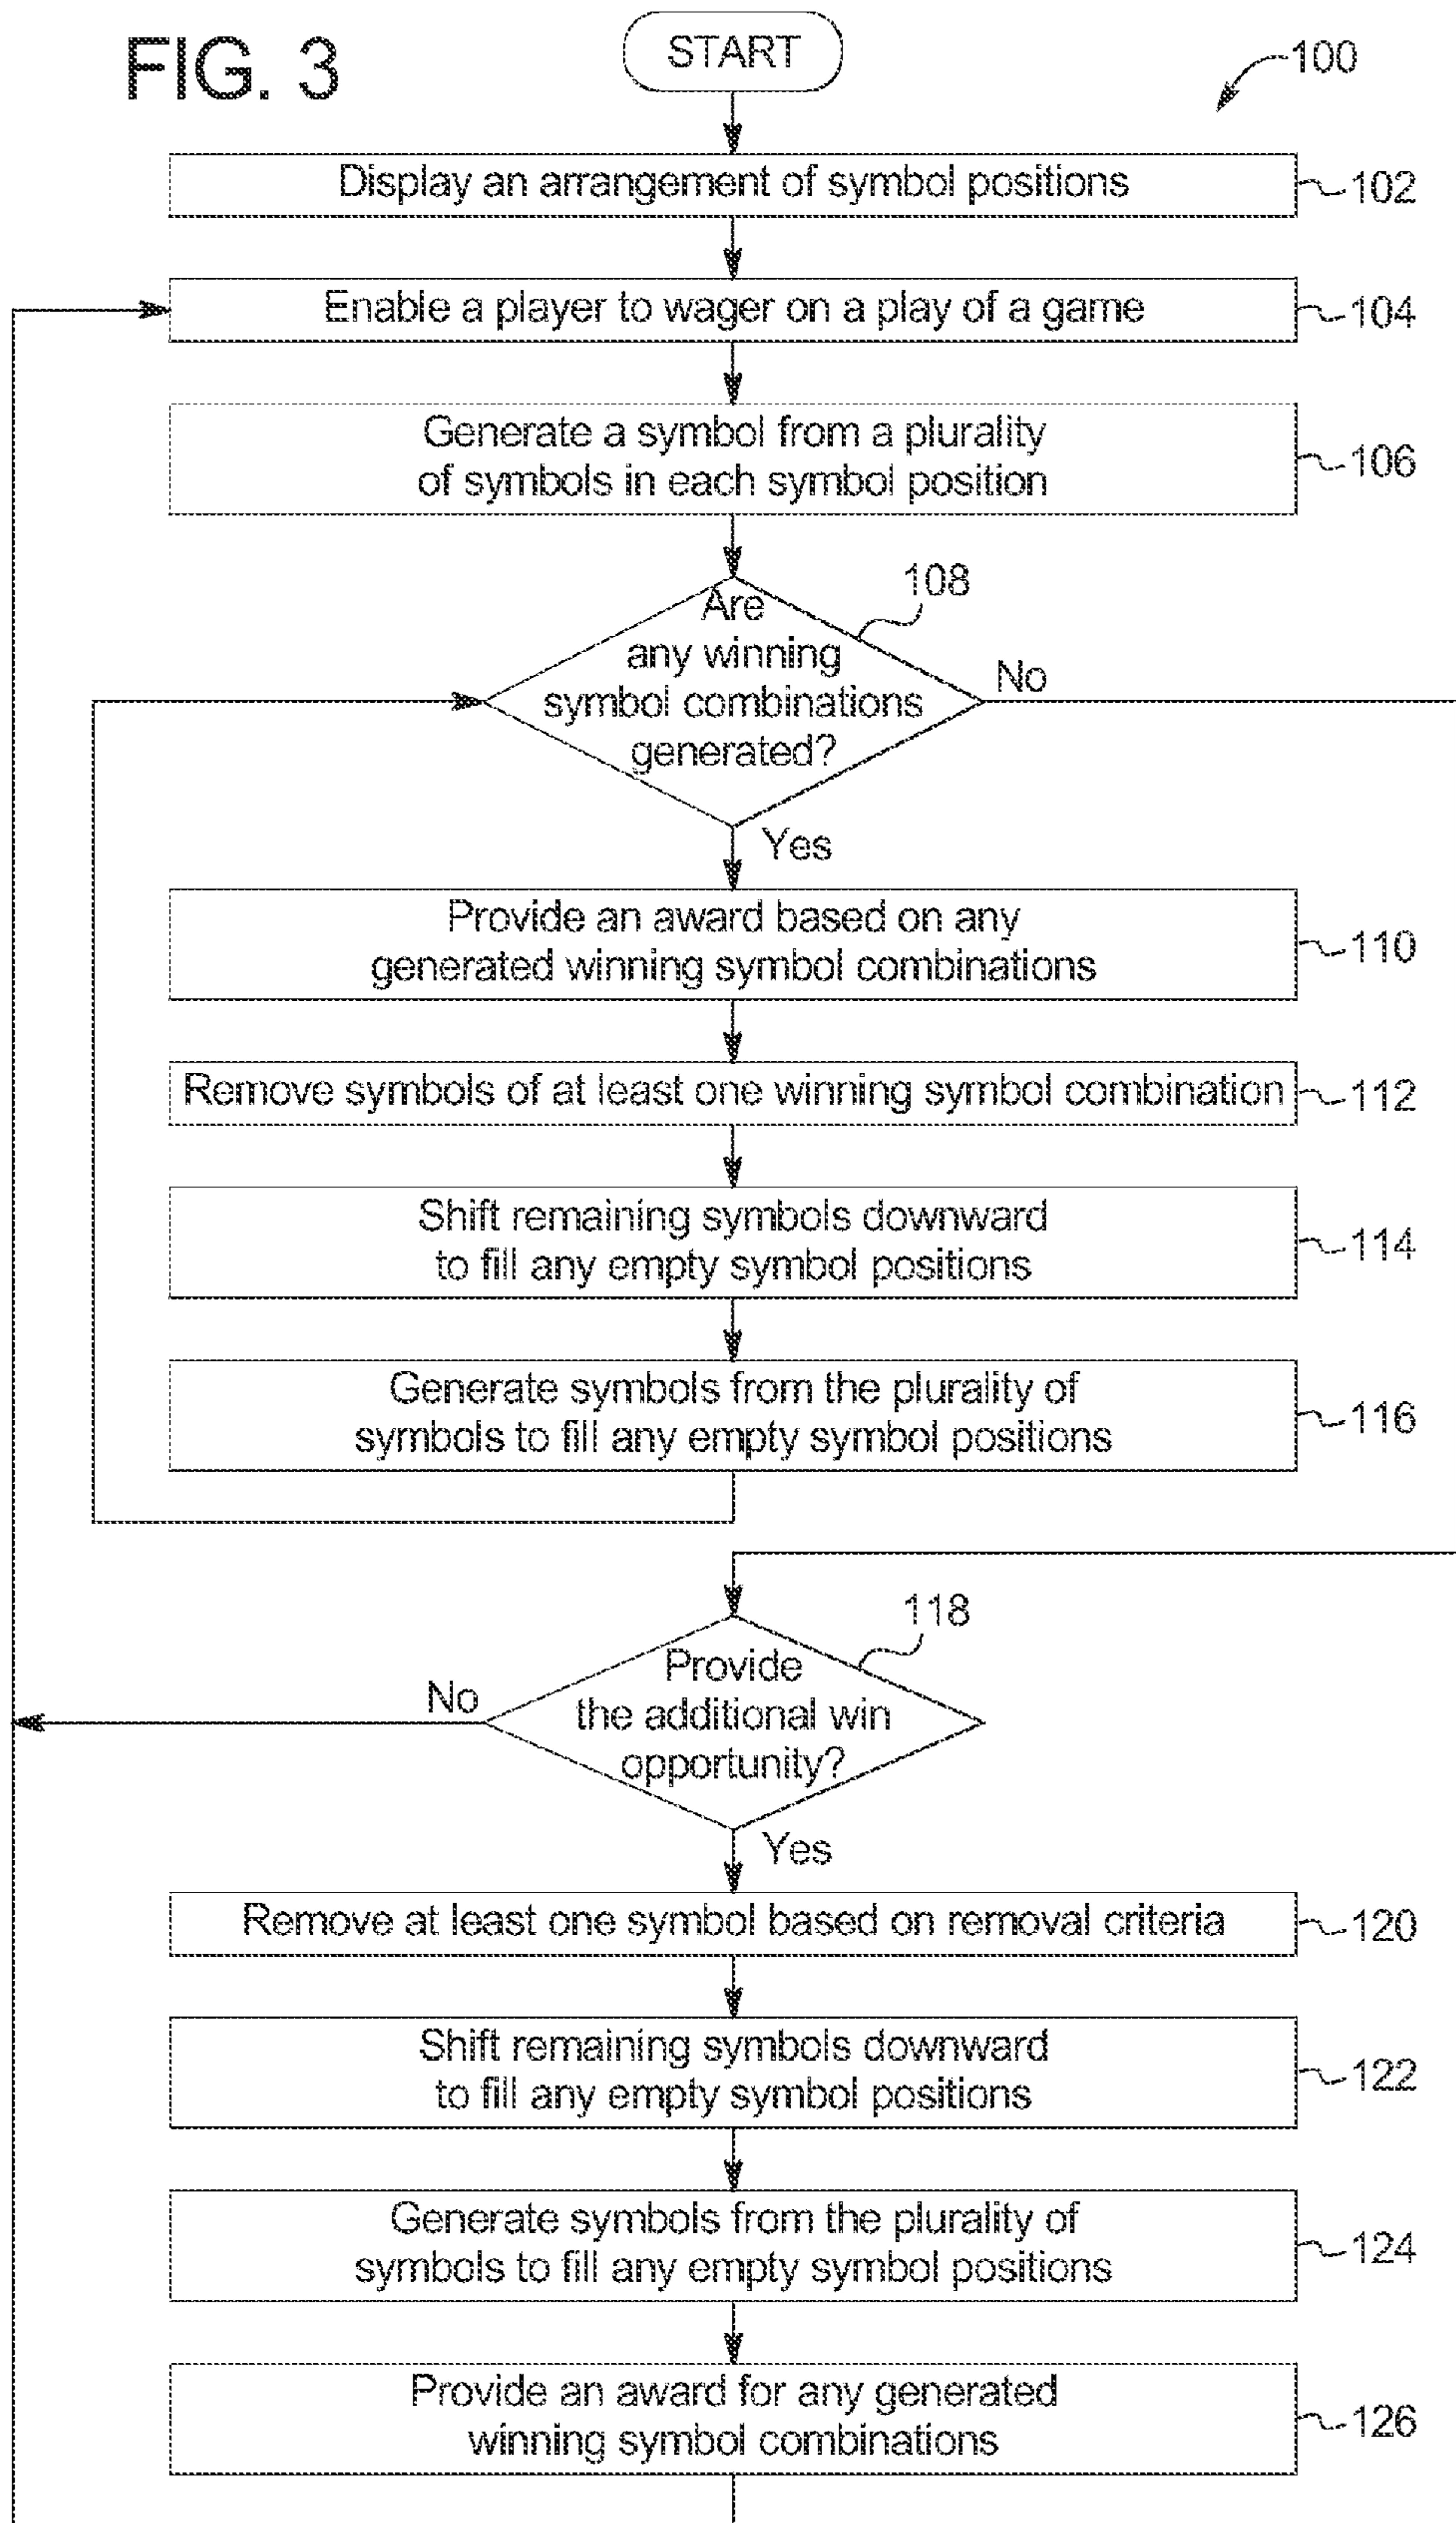 FIG. 3
START
100
Display an arrangement of symbol positions
102
Enable a player to wager on a play of a game
104
Generate a symbol from a plurality
of symbols in each symbol position
106
108
Are
any winning
symbol combinations
generated?
No
Yes
Provide an award based on any
generated winning symbol combinations
110
Remove symbols of at least one winning symbol combination
112
Shift remaining symbols downward
to fill any empty symbol positions
114
Generate symbols from the plurality of
symbols to fill any empty symbol positions
116
118
Provide
the additional win
opportunity?
No
Yes
Remove at least one symbol based on removal criteria
120
Shift remaining symbols downward
to fill any empty symbol positions
122
Generate symbols from the plurality of
symbols to fill any empty symbol positions
124
Provide an award for any generated
winning symbol combinations
126